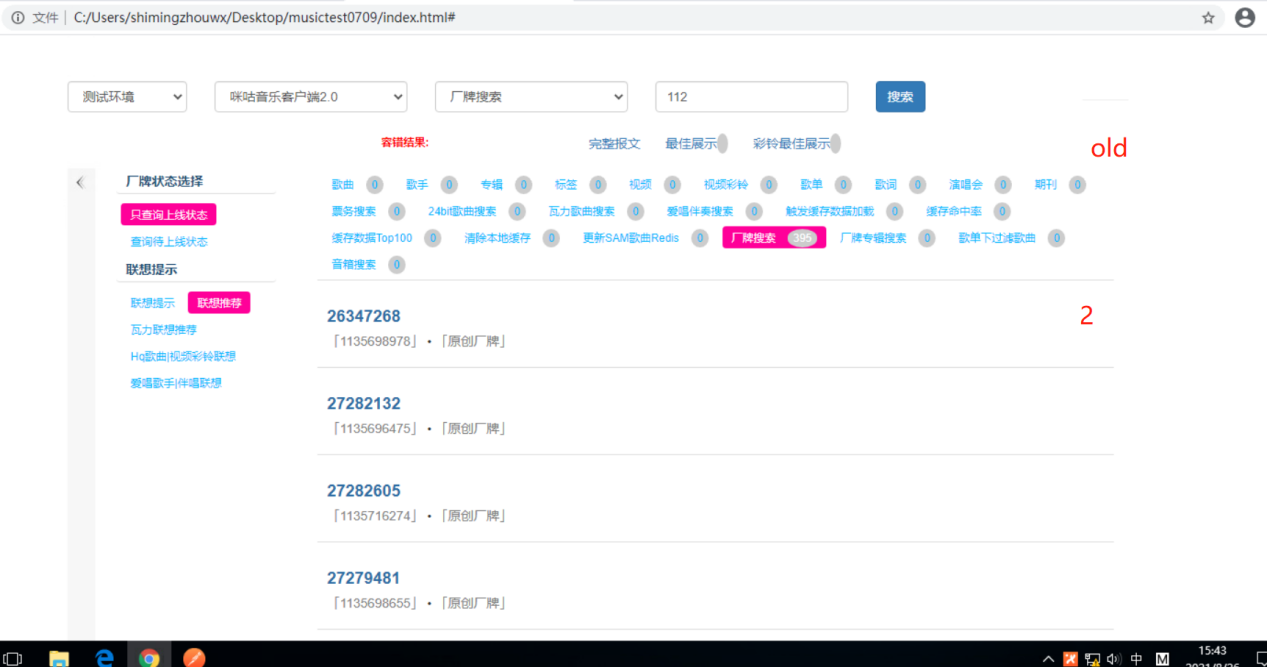 文件 C:/Users/shimingzhouwx/Desktop/musictest0709/index.html#
测试环境 咪咕音乐客户端2.0 厂牌搜索 112 搜索
容错结果: 完整报文 最佳展示 彩铃最佳展示
old
厂牌状态选择
只查询上线状态
查询待上线状态
联想提示
联想提示 联想推荐
瓦力联想推荐
Hq歌曲|视频彩铃联想
爱唱歌手|伴唱联想
歌曲 0 歌手 0 专辑 0 标签 0 视频 0 视频彩铃 0 歌单 0 歌词 0 演唱会 0 期刊 0
票务搜索 0 24bit歌曲搜索 0 瓦力歌曲搜索 0 爱唱伴奏搜索 0 触发缓存数据加载 0 缓存命中率 0
缓存数据Top100 0 清除本地缓存 0 更新SAM歌曲Redis 0 厂牌搜索 395 厂牌专辑搜索 0 歌单下过滤歌曲 0
音箱搜索 0
26347268
「1135698978」 • 「原创厂牌」
2
27282132
「1135696475」 • 「原创厂牌」
27282605
「1135716274」 • 「原创厂牌」
27279481
「1135698655」 • 「原创厂牌」
中 M 15:43